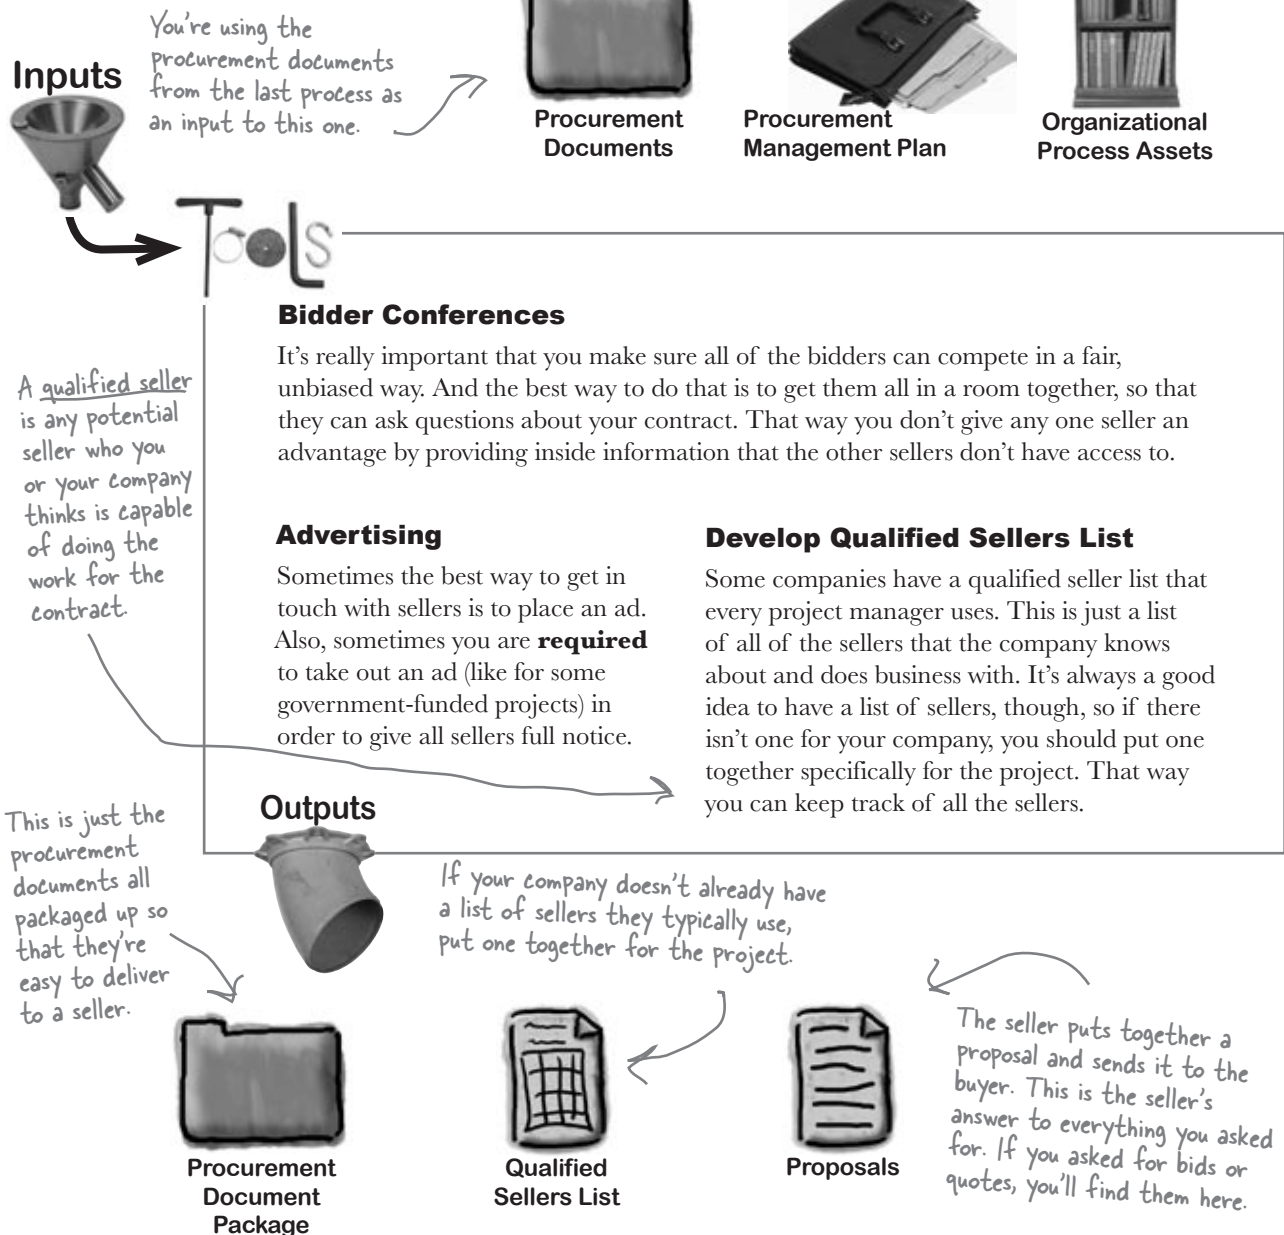 Inputs
You're using the
procurement documents
from the last process as
an input to this one.
Procurement
Documents
Procurement
Management Plan
Organizational
Process Assets
Tools
Bidder Conferences
It's really important that you make sure all of the bidders can compete in a fair,
unbiased way. And the best way to do that is to get them all in a room together, so that
they can ask questions about your contract. That way you don't give any one seller an
advantage by providing inside information that the other sellers don't have access to.
A qualified seller
is any potential
seller who you
or your company
thinks is capable
of doing the
work for the
contract.
Advertising
Sometimes the best way to get in
touch with sellers is to place an ad.
Also, sometimes you are required
to take out an ad (like for some
government-funded projects) in
order to give all sellers full notice.
Develop Qualified Sellers List
Some companies have a qualified seller list that
every project manager uses. This is just a list
of all of the sellers that the company knows
about and does business with. It's always a good
idea to have a list of sellers, though, so if there
isn't one for your company, you should put one
together specifically for the project. That way
you can keep track of all the sellers.
Outputs
This is just the
procurement
documents all
packaged up so
that they're
easy to deliver
to a seller.
If your company doesn't already have
a list of sellers they typically use,
put one together for the project.
The seller puts together a
proposal and sends it to the
buyer. This is the seller's
answer to everything you asked
for. If you asked for bids or
quotes, you'll find them here.
Procurement
Document
Package
Qualified
Sellers List
Proposals